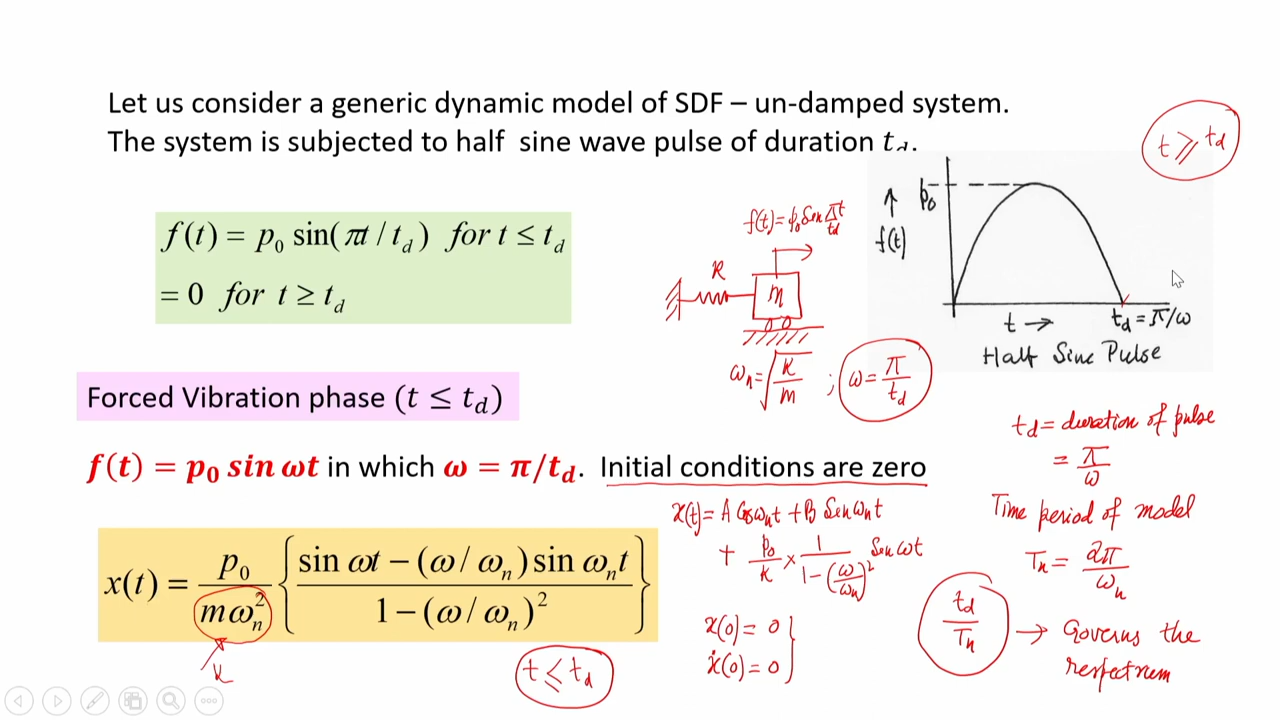 Let us consider a generic dynamic model of SDF – un-damped system.
The system is subjected to half sine wave pulse of duration t_d.
t ≥ t_d
f(t) = p_0 sin(πt / t_d) for t ≤ t_d
= 0 for t ≥ t_d
f(t) = p_0 Sin πt/t_d
K
m
ω_n = √(K/m) ; ω = π/t_d
p_0
↑
f(t)
t →
t_d = π/ω
Half Sine Pulse
Forced Vibration phase (t ≤ t_d)
f(t) = p_0 sin ωt in which ω = π/t_d. Initial conditions are zero
x(t) = p_0/(mω_n^2) { (sin ωt − (ω / ω_n) sin ω_n t) / (1 − (ω / ω_n)^2) }
K
t ≤ t_d
x(t) = A Cos ω_n t + B Sin ω_n t
+ p_0/K × 1/(1 − (ω/ω_n)^2) Sin ωt
x(0) = 0
ẋ(0) = 0
t_d = duration of pulse
= π/ω
Time period of model
T_n = 2π/ω_n
t_d/T_n → Governs the